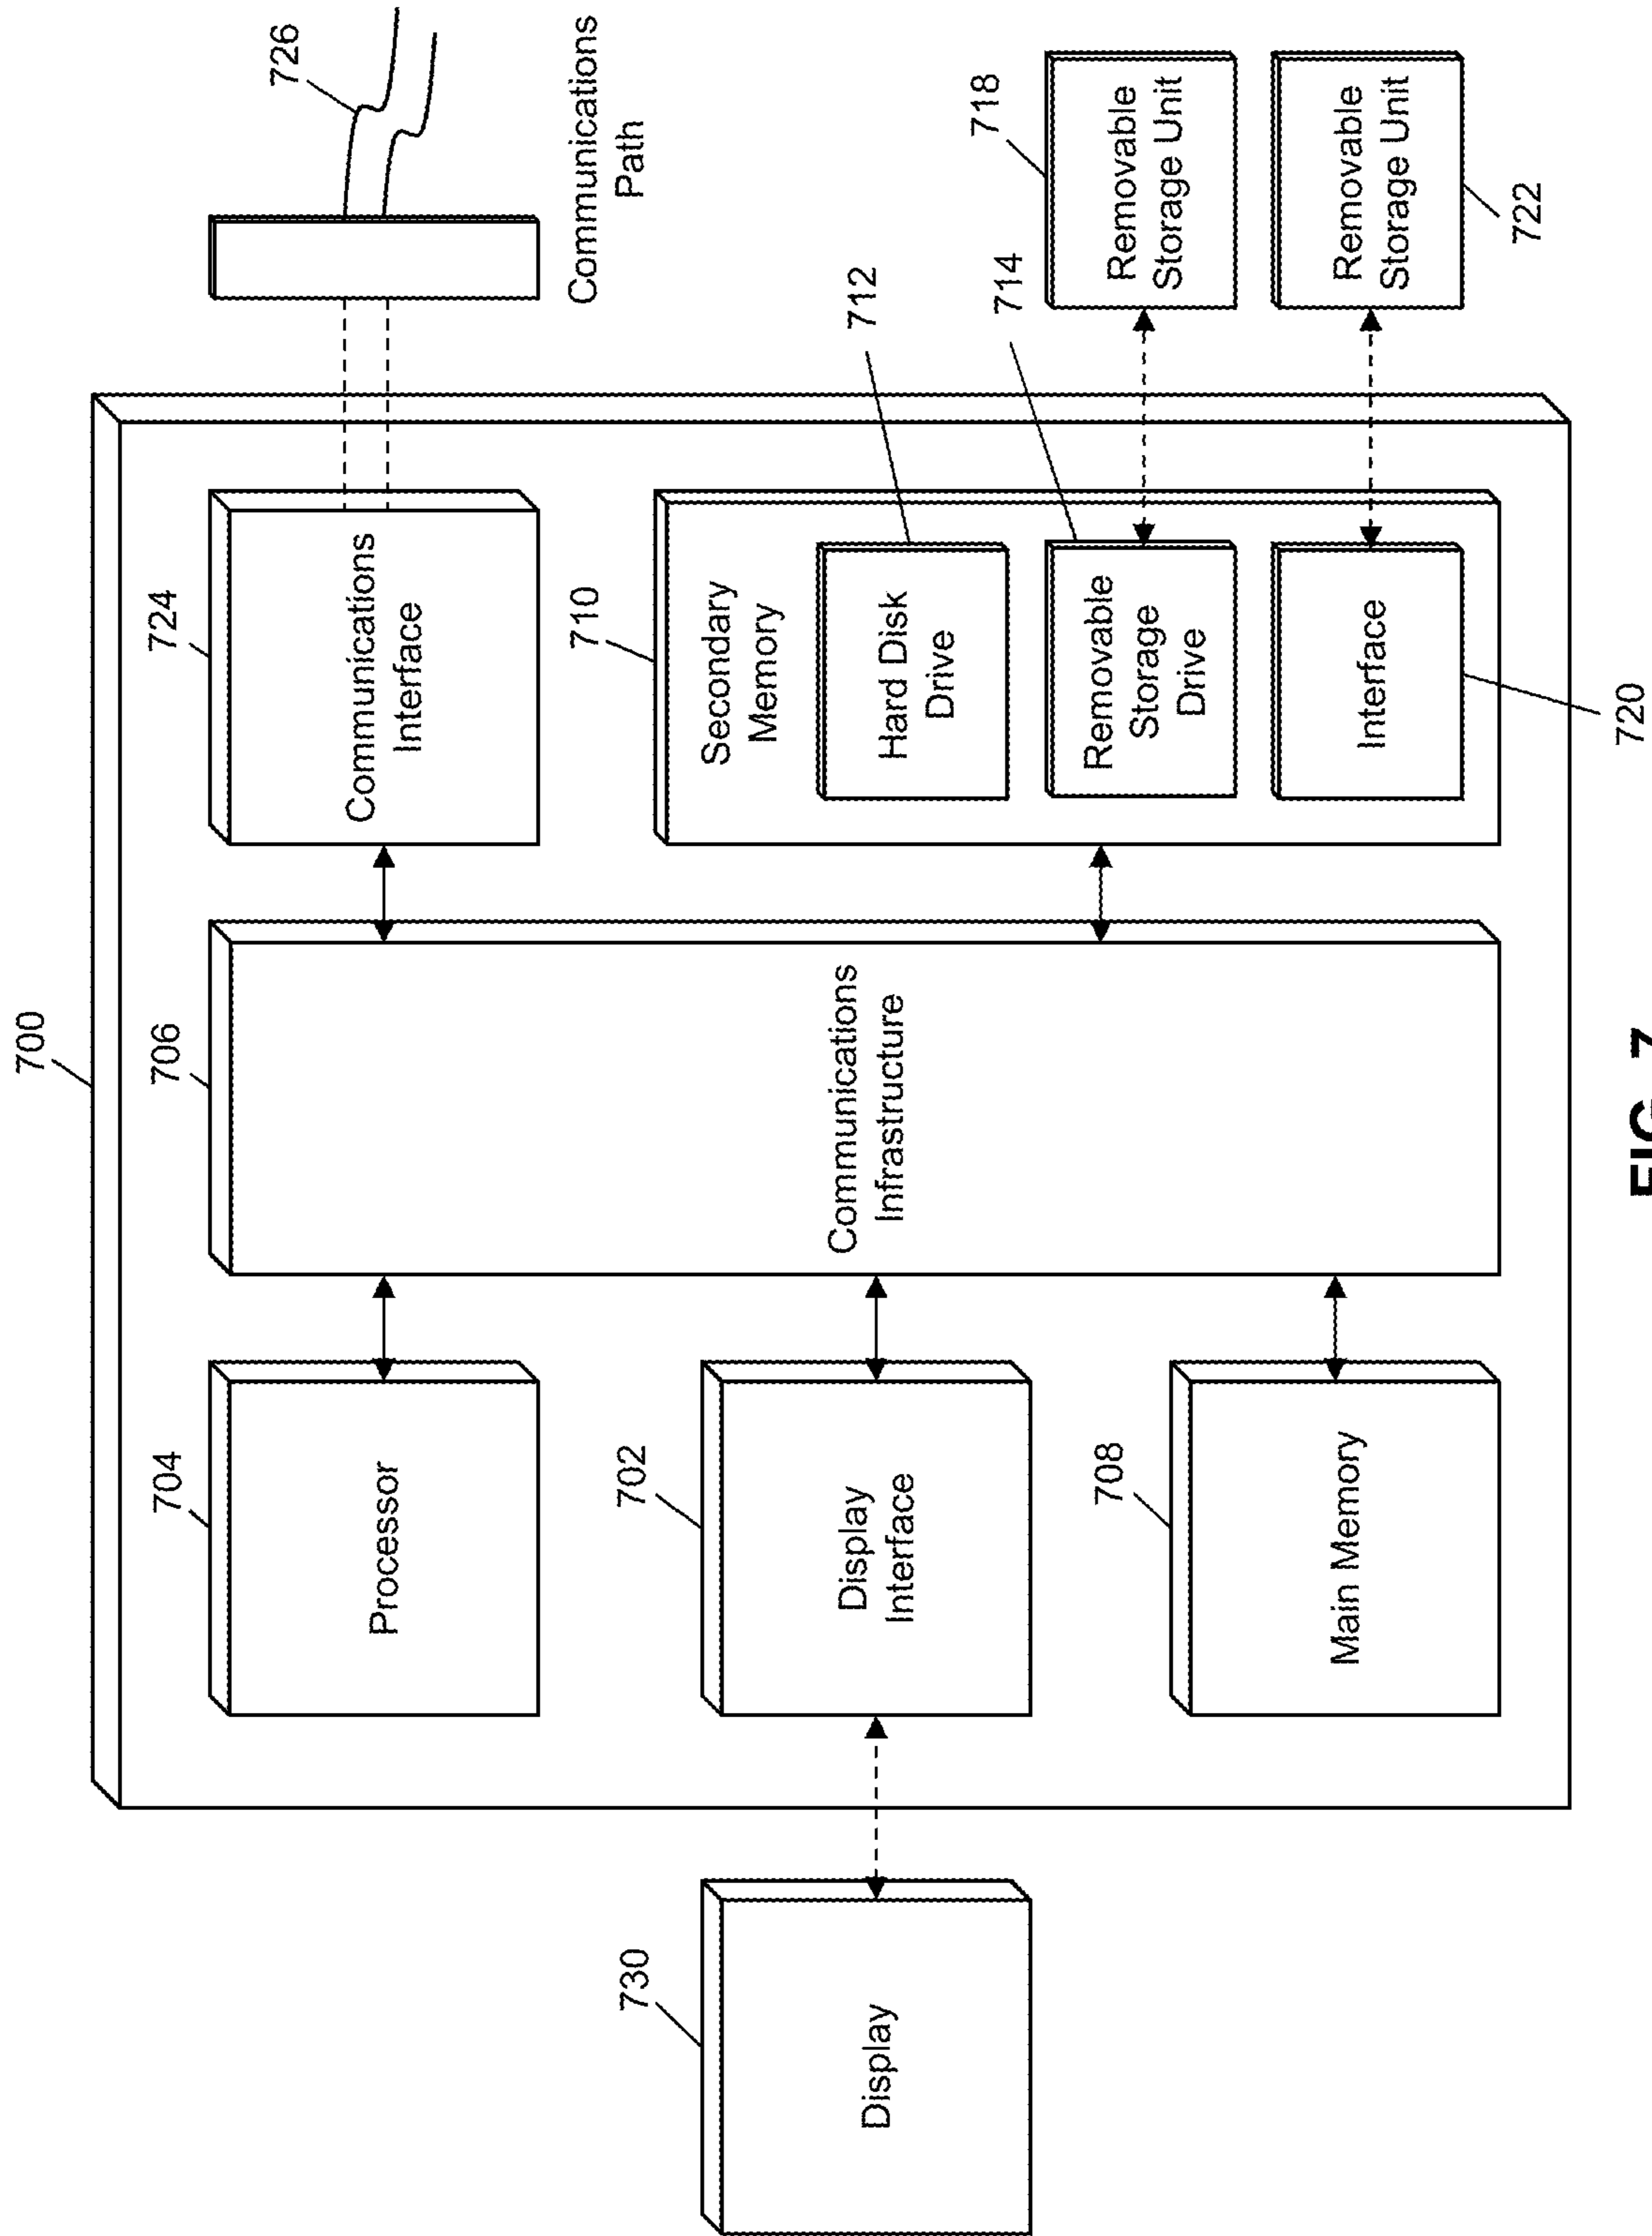 700
704
706
724
726
Processor
Communications
Interface
Communications
Path
730
702
710
Display
Display
Interface
Communications
Infrastructure
Secondary
Memory
712
Hard Disk
Drive
714
718
708
Removable
Storage
Drive
Removable
Storage Unit
Main Memory
Interface
Removable
Storage Unit
722
720
FIG. 7